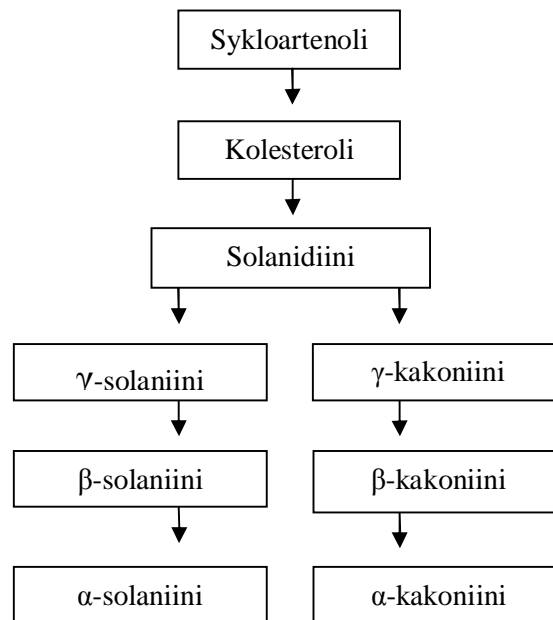 Sykloartenoli
Kolesteroli
Solanidiini
γ-solaniini
γ-kakoniini
β-solaniini
β-kakoniini
α-solaniini
α-kakoniini